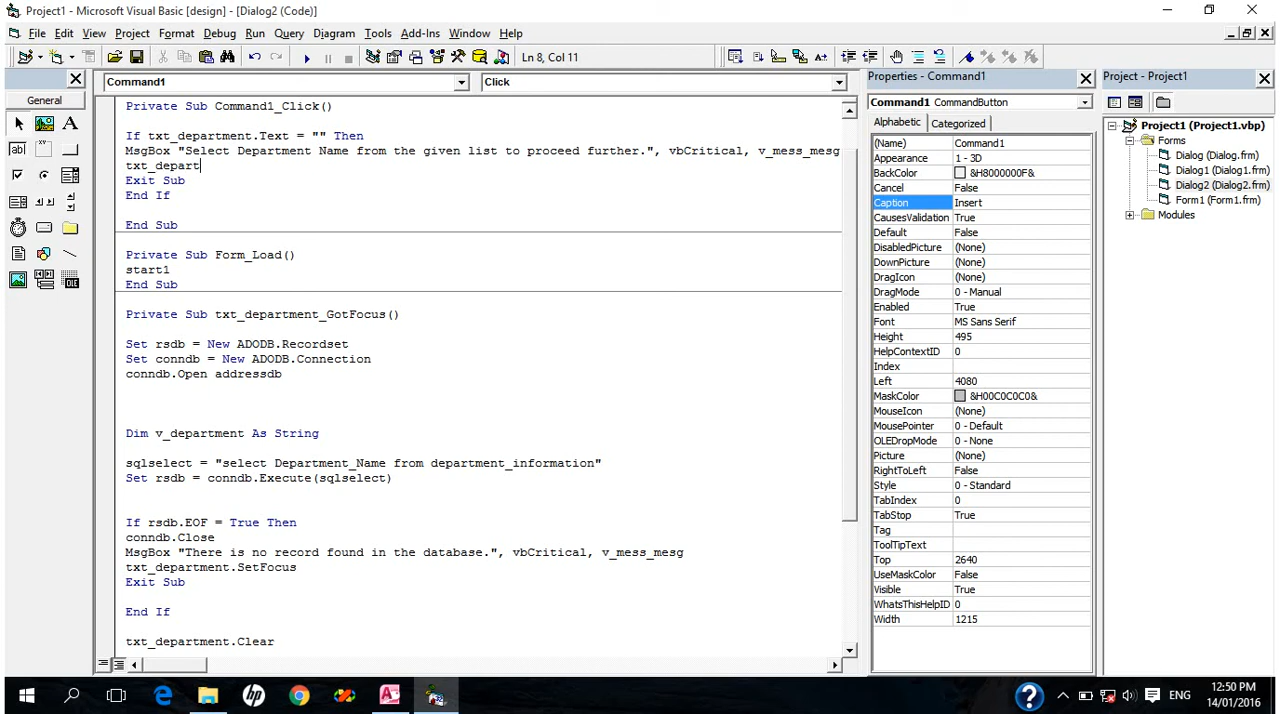 Project1 - Microsoft Visual Basic [design] - [Dialog2 (Code)]
File Edit View Project Format Debug Run Query Diagram Tools Add-Ins Window Help
Ln 8, Col 11
General
Command1
Click
Private Sub Command1_Click()
If txt_department.Text = "" Then
MsgBox "Select Department Name from the given list to proceed further.", vbCritical, v_mess_mesg
txt_depart
Exit Sub
End If
End Sub
Private Sub Form_Load()
start1
End Sub
Private Sub txt_department_GotFocus()
Set rsdb = New ADODB.Recordset
Set conndb = New ADODB.Connection
conndb.Open addressdb
Dim v_department As String
sqlselect = "select Department_Name from department_information"
Set rsdb = conndb.Execute(sqlselect)
If rsdb.EOF = True Then
conndb.Close
MsgBox "There is no record found in the database.", vbCritical, v_mess_mesg
txt_department.SetFocus
Exit Sub
End If
txt_department.Clear
Properties - Command1
Command1 CommandButton
Alphabetic Categorized
(Name) Command1
Appearance 1 - 3D
BackColor &H8000000F&
Cancel False
Caption Insert
CausesValidation True
Default False
DisabledPicture (None)
DownPicture (None)
DragIcon (None)
DragMode 0 - Manual
Enabled True
Font MS Sans Serif
Height 495
HelpContextID 0
Index
Left 4080
MaskColor &H00C0C0C0&
MouseIcon (None)
MousePointer 0 - Default
OLEDropMode 0 - None
Picture (None)
RightToLeft False
Style 0 - Standard
TabIndex 0
TabStop True
Tag
ToolTipText
Top 2640
UseMaskColor False
Visible True
WhatsThisHelpID 0
Width 1215
Project - Project1
Project1 (Project1.vbp)
Forms
Dialog (Dialog.frm)
Dialog1 (Dialog1.frm)
Dialog2 (Dialog2.frm)
Form1 (Form1.frm)
Modules
hp
ENG
12:50 PM
14/01/2016